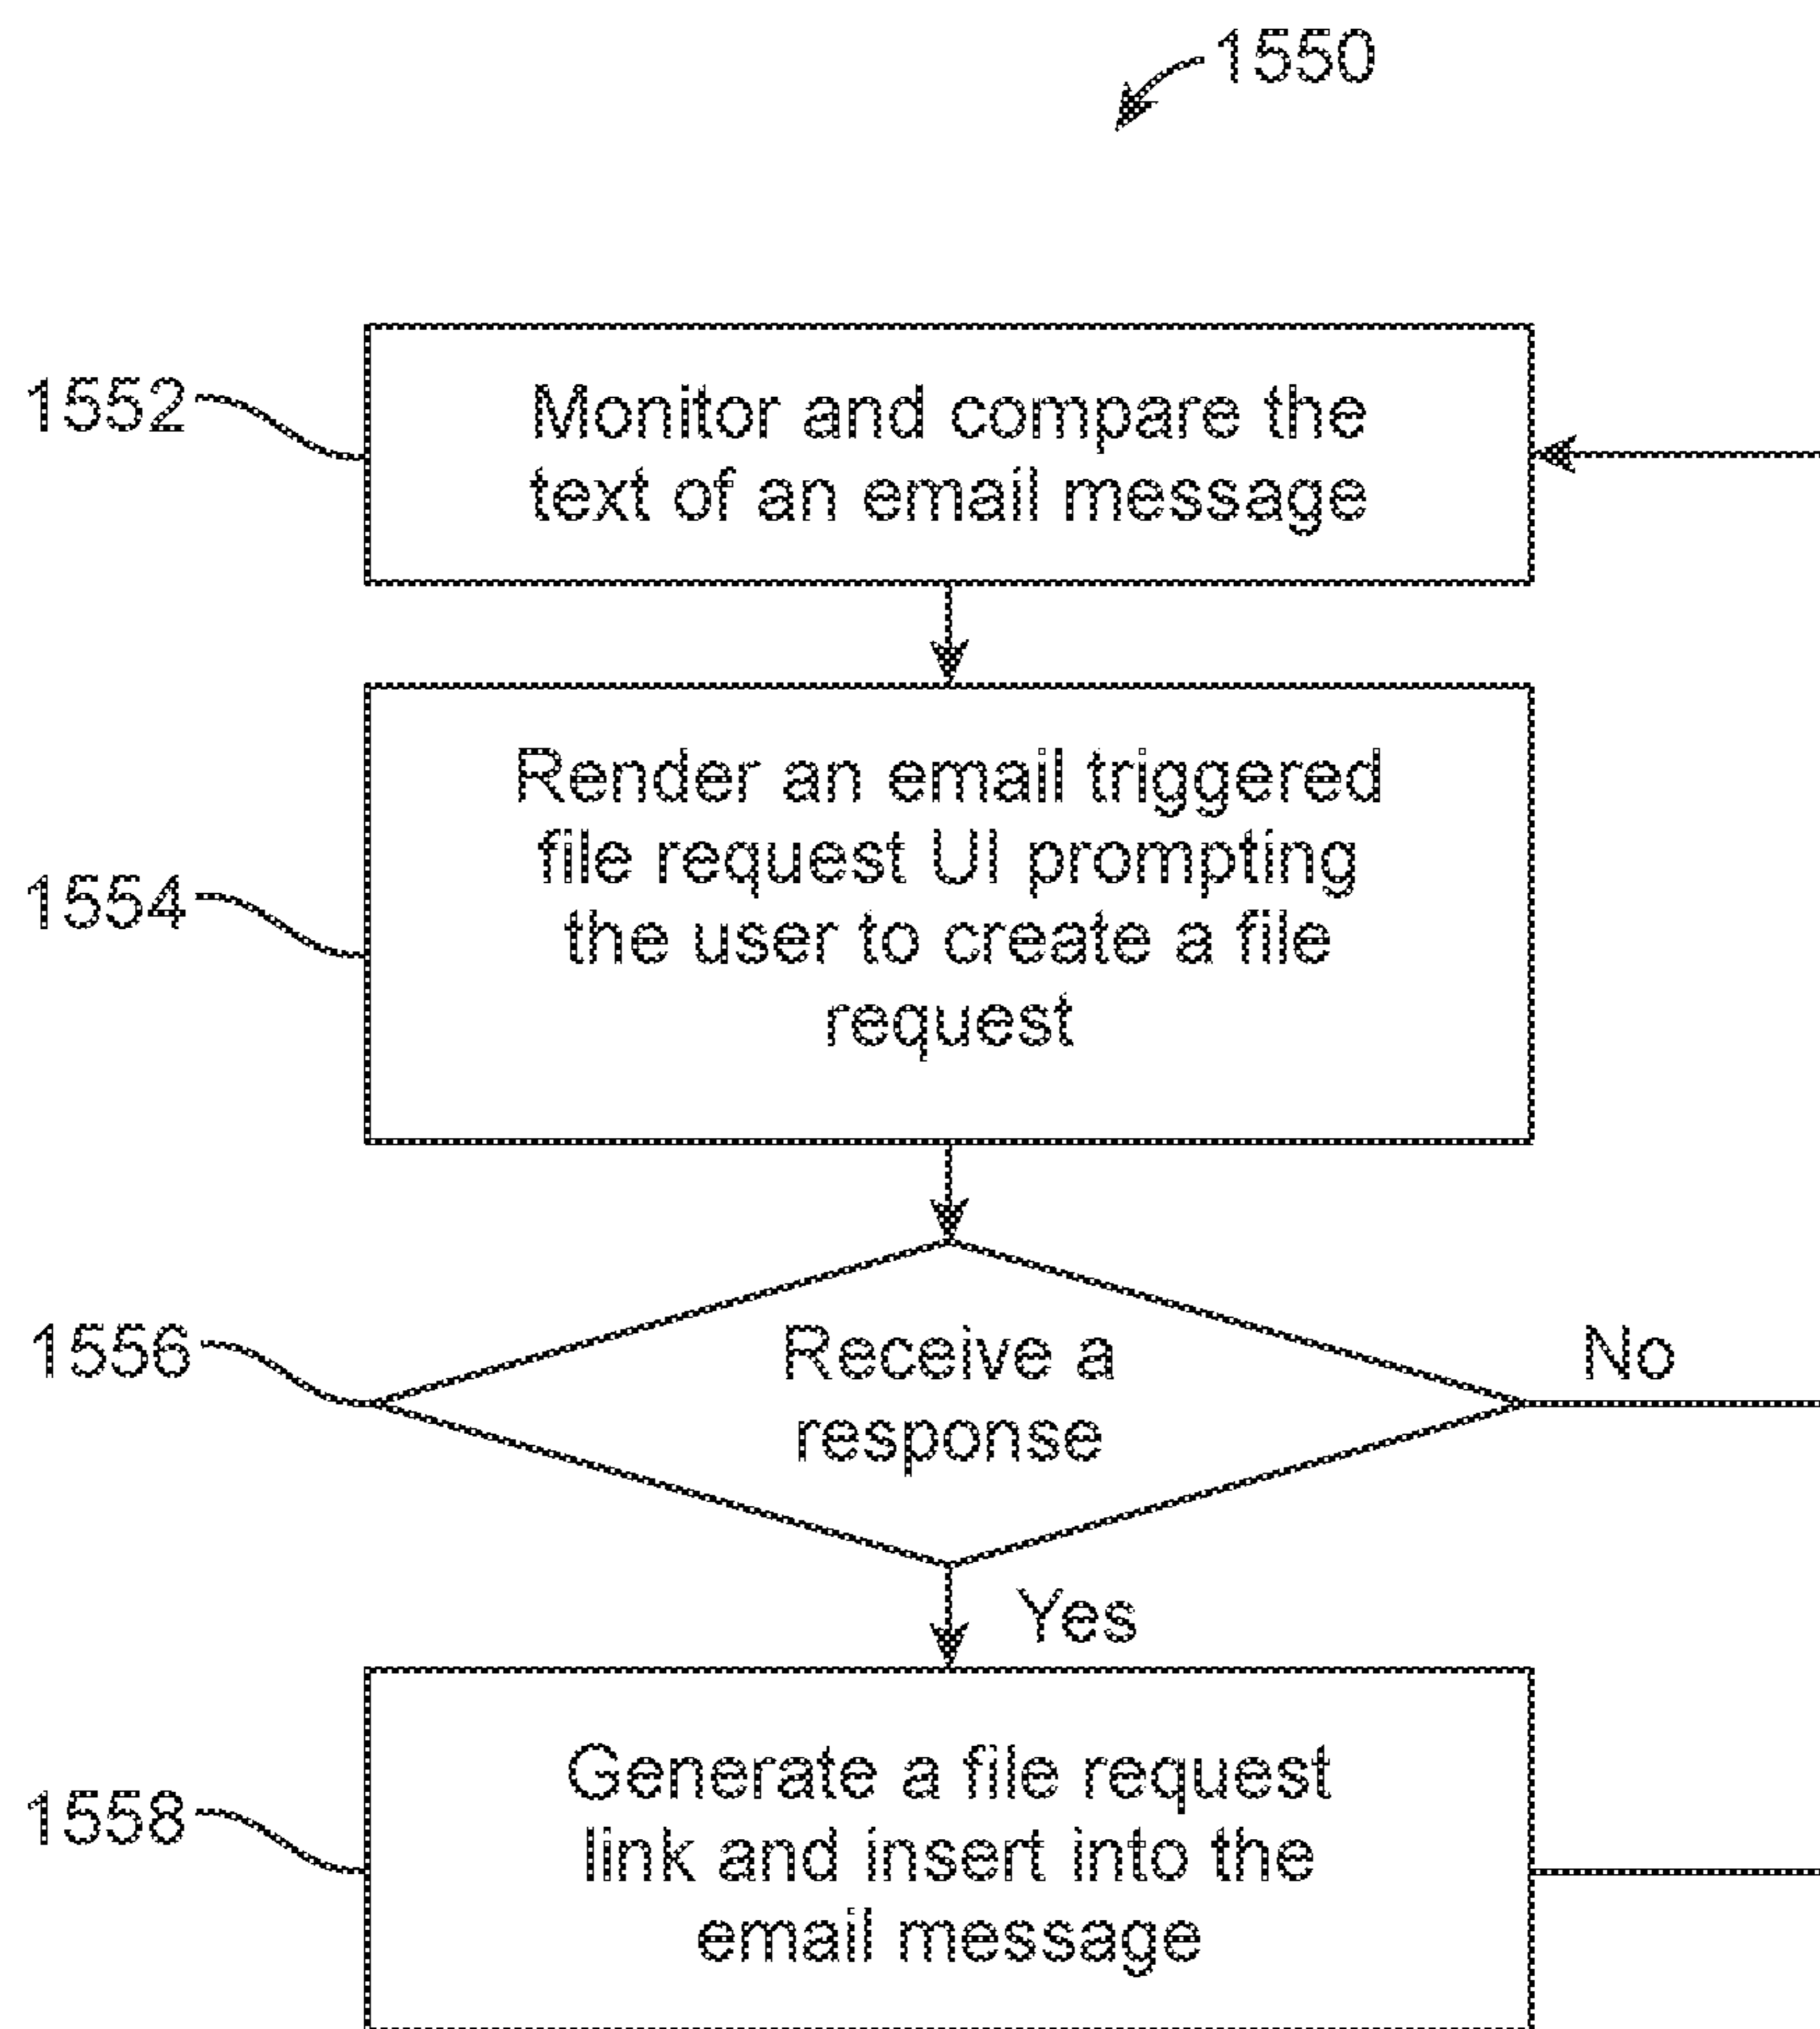 1550
1552
Monitor and compare the
text of an email message
1554
Render an email triggered
file request UI prompting
the user to create a file
request
1556
Receive a
response
No
Yes
1558
Generate a file request
link and insert into the
email message